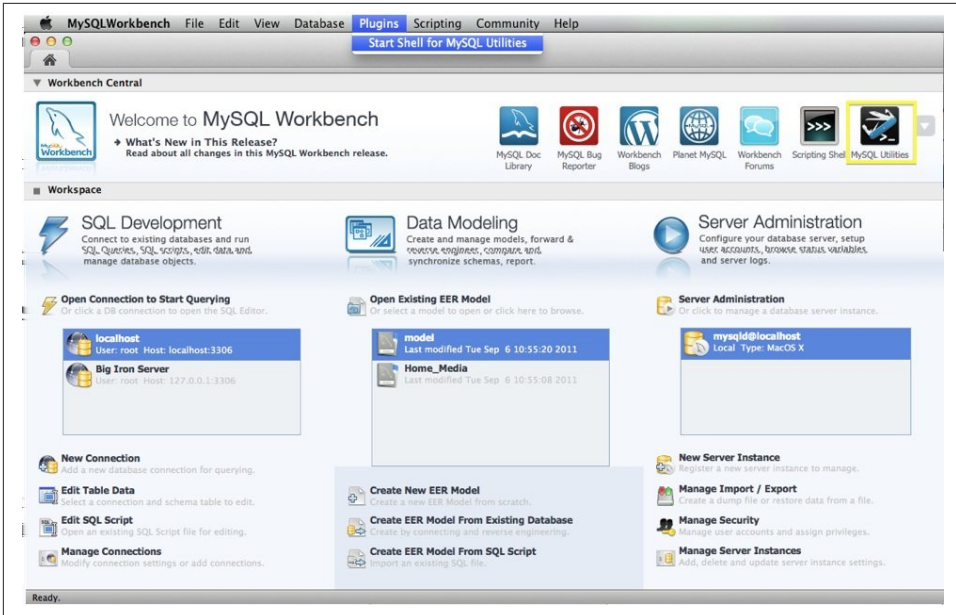 MySQLWorkbench File Edit View Database Plugins Scripting Community Help
Start Shell for MySQL Utilities
Workbench Central
MySQL
Workbench
Welcome to MySQL Workbench
What's New in This Release?
Read about all changes in this MySQL Workbench release.
MySQL Doc
Library
MySQL Bug
Reporter
Workbench
Blogs
Planet MySQL
Workbench
Forums
>>>
Scripting Shel
MySQL Utilities
Workspace
SQL Development
Connect to existing databases and run
SQL Queries, SQL scripts, edit data and
manage database objects.
Data Modeling
Create and manage models, forward &
reverse engineer, compare and
synchronize schemas, report.
Server Administration
Configure your database server, setup
user accounts, browse status variables
and server logs.
Open Connection to Start Querying
Or click a DB connection to open the SQL Editor.
localhost
User: root Host: localhost:3306
Big Iron Server
User: root Host: 127.0.0.1:3306
New Connection
Add a new database connection for querying.
Edit Table Data
Select a connection and schema table to edit.
Edit SQL Script
Open an existing SQL Script file for editing.
Manage Connections
Modify connection settings or add connections.
Open Existing EER Model
Or select a model to open or click here to browse.
model
Last modified Tue Sep 6 10:55:20 2011
Home_Media
Last modified Tue Sep 6 10:55:08 2011
Create New EER Model
Create a new EER Model from scratch.
Create EER Model From Existing Database
Create by connecting and reverse engineering.
Create EER Model From SQL Script
Import an existing SQL file.
Server Administration
Or click to manage a database server instance.
mysqld@localhost
Local Type: MacOS X
New Server Instance
Register a new server instance to manage.
Manage Import / Export
Create a dump file or restore data from a file.
Manage Security
Manage user accounts and assign privileges.
Manage Server Instances
Add, delete and update server instance settings.
Ready.